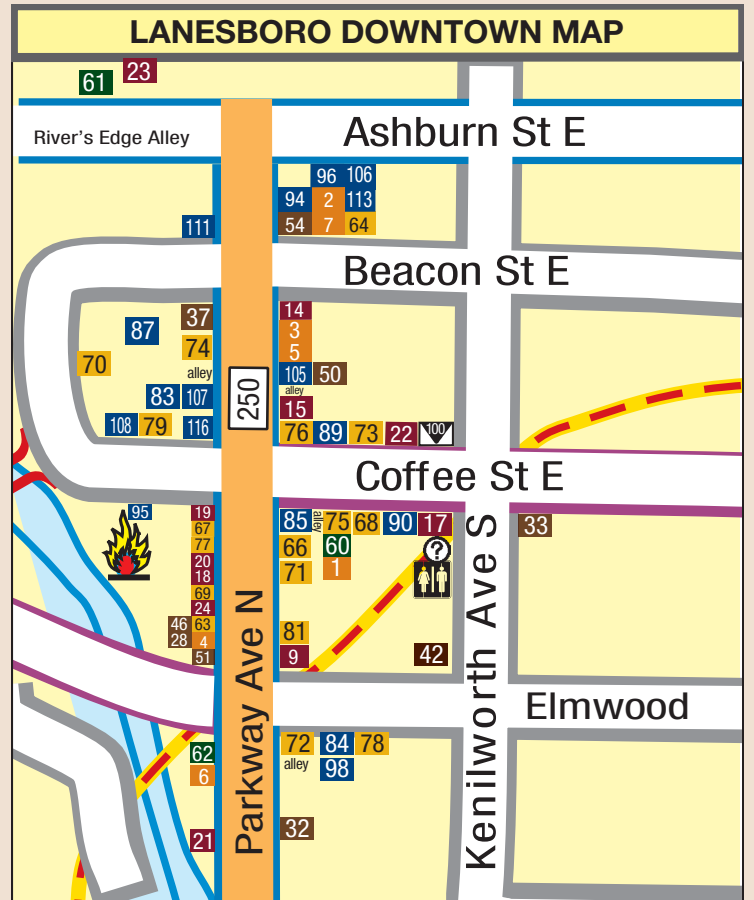 LANESBORO DOWNTOWN MAP
61 23
River's Edge Alley
Ashburn St E
96 106
94 2 113
54 7 64
111
Beacon St E
37
87
74
70
alley
83 107
108 79 116
250
14
3
5
105 50
alley
15
76 89 73 22 100
Coffee St E
95
19
67
77
20
18
69
24
46 63
28 4
51
85 alley 75 68 90 17
66 60 ?
71 1
81
9
42
33
Elmwood
Parkway Ave N
Kenilworth Ave S
62
6
21
72 84 78
alley 98
32